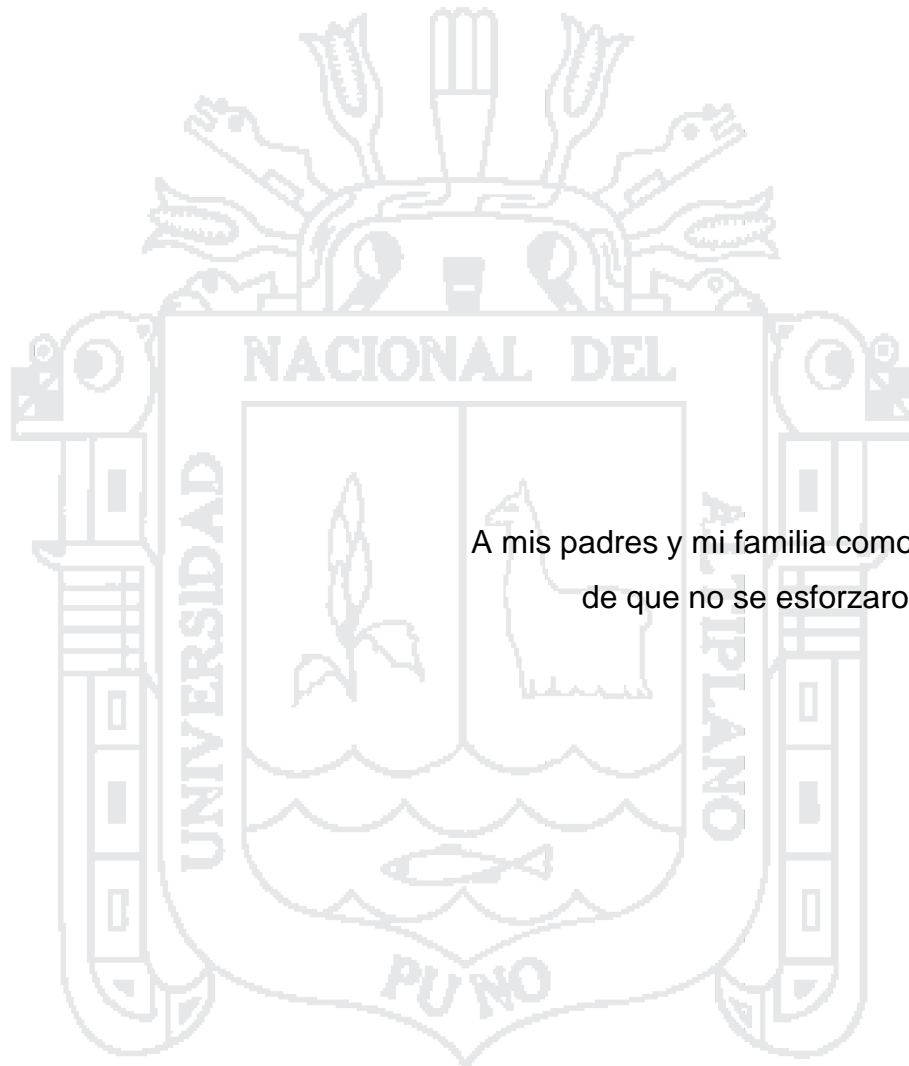 NACIONAL DEL
UNIVERSIDAD
ALTIPLANO
A mis padres y mi familia como
de que no se esforzaro
PUNO